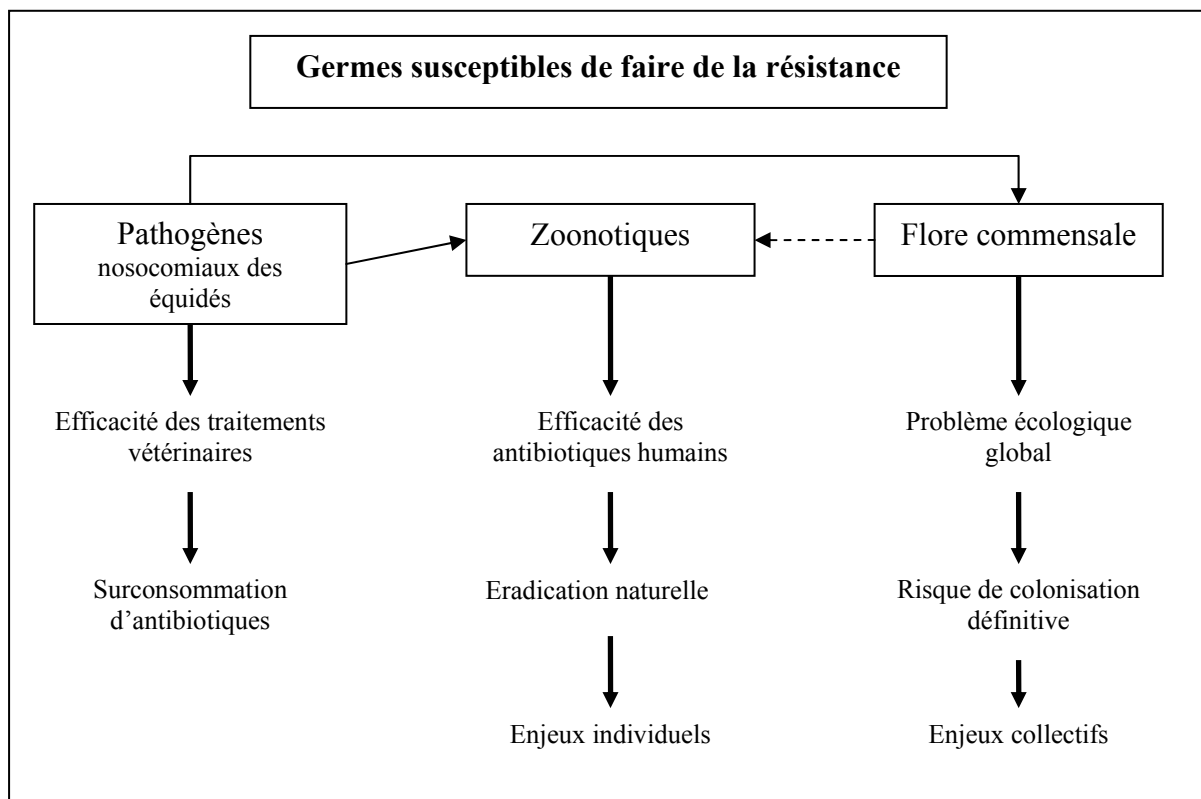 Germes susceptibles de faire de la résistance
Pathogènes
nosocomiaux des
équidés
Zoonotiques
Flore commensale
Efficacité des traitements
vétérinaires
Efficacité des
antibiotiques humains
Problème écologique
global
Surconsommation
d’antibiotiques
Eradication naturelle
Risque de colonisation
définitive
Enjeux individuels
Enjeux collectifs